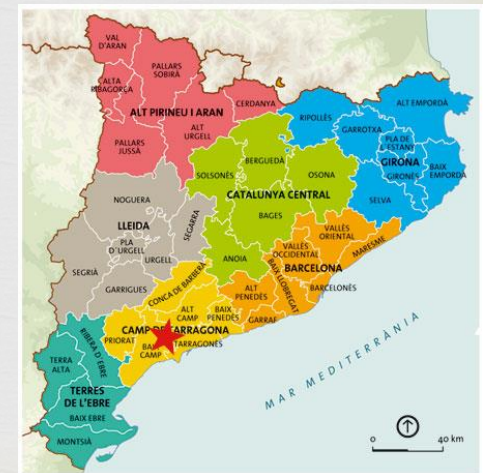 VAL
D'ARAN
PALLARS
SOBIRÀ
ALTA
RIBAGORÇA
ALT PIRINEU I ARAN
CERDANYA
ALT
URGELL
PALLARS
JUSSÀ
RIPOLLÈS
ALT EMPORDÀ
GARROTXA
PLA DE
L'ESTANY
GIRONA
GIRONÈS
BAIX
EMPORDÀ
SELVA
BERGUEDÀ
SOLSONÈS
OSONA
CATALUNYA CENTRAL
BAGES
ANOIA
NOGUERA
LLEIDA
SEGARRA
PLA
D'URGELL
URGELL
SEGRIÀ
GARRIGUES
VALLÈS
ORIENTAL
VALLÈS
OCCIDENTAL
MARESME
BARCELONA
BAIX LLOBREGAT
BARCELONÈS
ALT
PENEDÈS
GARRAF
CONCA DE BARBERÀ
ALT
CAMP
BAIX
PENEDÈS
CAMP DE TARRAGONA
PRIORAT
CAMP
TARRAGONÈS
RIBERA D'EBRE
TERRA
ALTA
TERRES
DE L'EBRE
BAIX EBRE
MONTSIÀ
MAR MEDITERRÀNIA
0 40 km